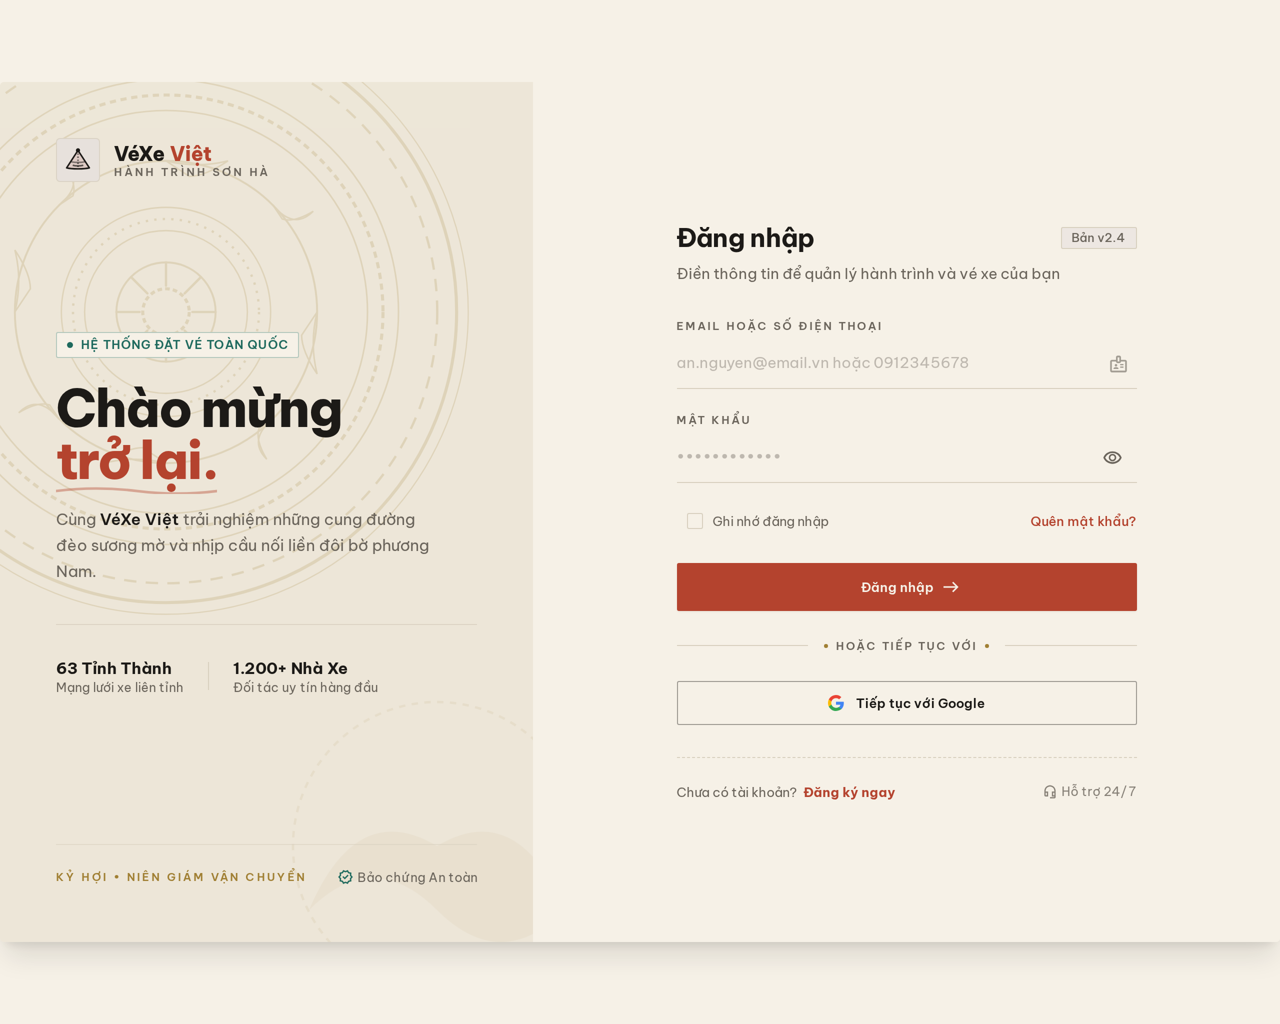 VéXe Việt
HÀNH TRÌNH SƠN HÀ
• HỆ THỐNG ĐẶT VÉ TOÀN QUỐC
Chào mừng
trở lại.
Cùng VéXe Việt trải nghiệm những cung đường
đèo sương mờ và nhịp cầu nối liền đôi bờ phương
Nam.
63 Tỉnh Thành
Mạng lưới xe liên tỉnh
1.200+ Nhà Xe
Đối tác uy tín hàng đầu
KỶ HỢI • NIÊN GIÁM VẬN CHUYỂN
Bảo chứng An toàn
Đăng nhập
Bản v2.4
Điền thông tin để quản lý hành trình và vé xe của bạn
EMAIL HOẶC SỐ ĐIỆN THOẠI
an.nguyen@email.vn hoặc 0912345678
MẬT KHẨU
••••••••••••
Ghi nhớ đăng nhập
Quên mật khẩu?
Đăng nhập →
• HOẶC TIẾP TỤC VỚI •
Tiếp tục với Google
Chưa có tài khoản? Đăng ký ngay
Hỗ trợ 24/7